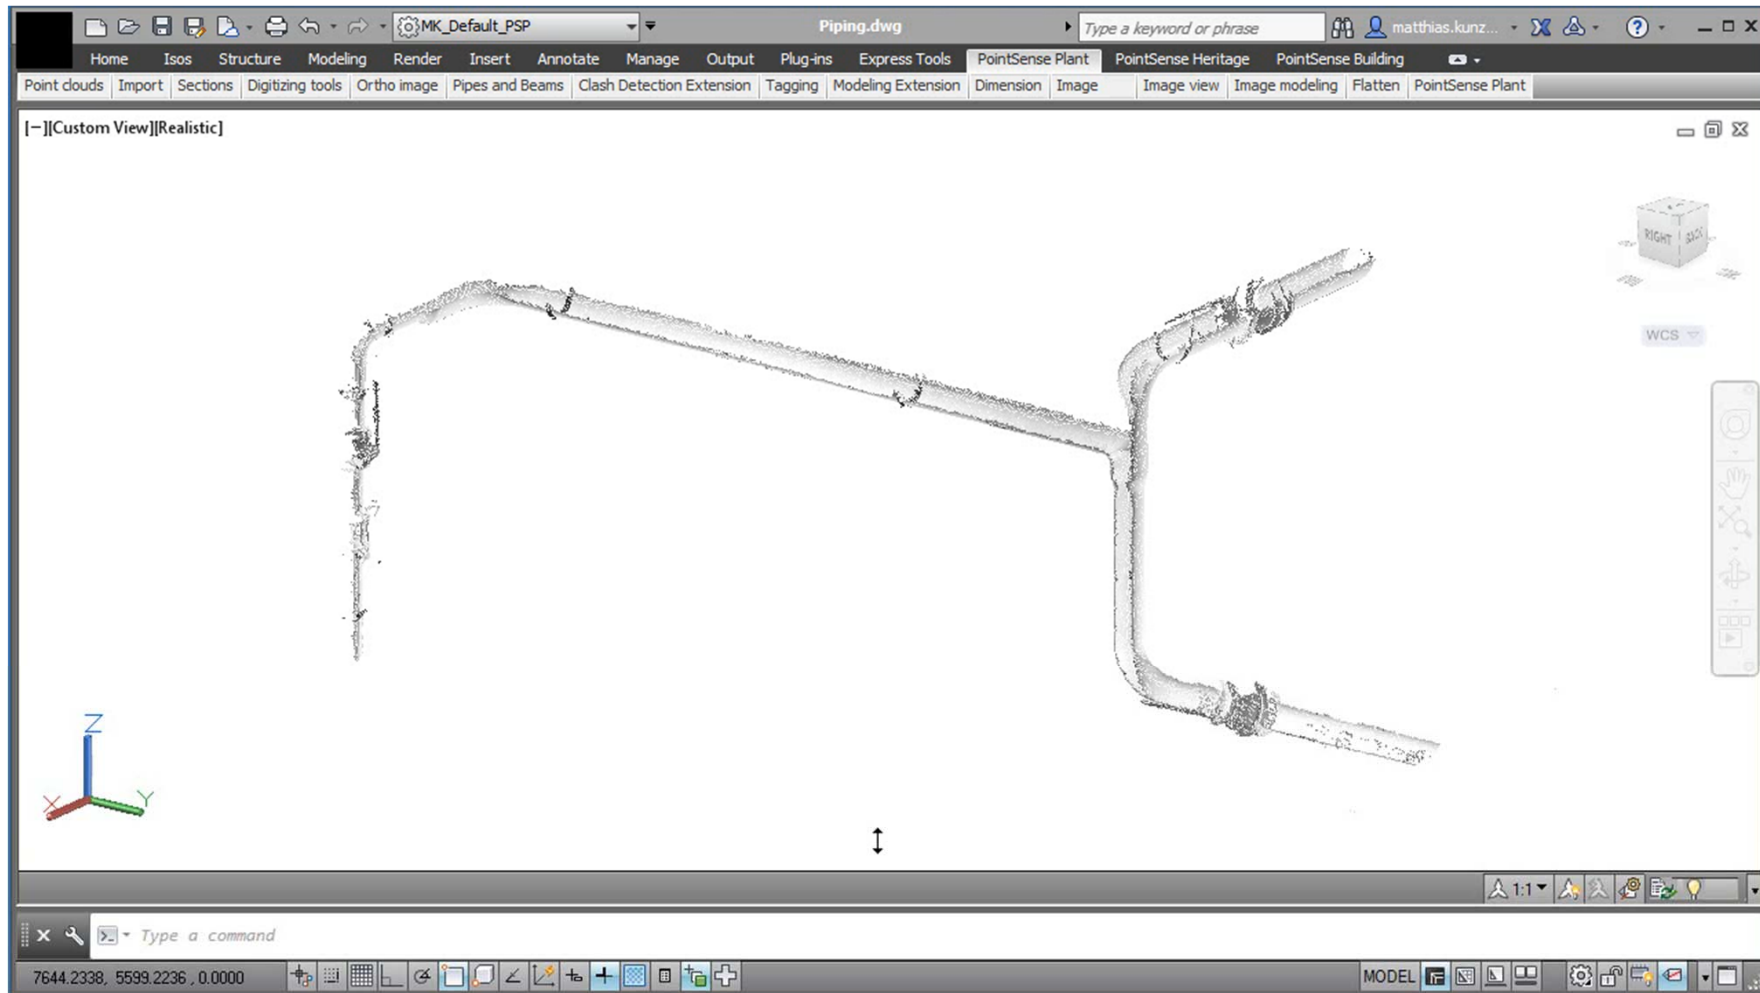 MK_Default_PSP Piping.dwg Type a keyword or phrase matthias.kunz...
Home Isos Structure Modeling Render Insert Annotate Manage Output Plug-ins Express Tools PointSense Plant PointSense Heritage PointSense Building
Point clouds Import Sections Digitizing tools Ortho image Pipes and Beams Clash Detection Extension Tagging Modeling Extension Dimension Image Image view Image modeling Flatten PointSense Plant
[−][Custom View][Realistic]
RIGHT BACK
WCS
Z
X Y
1:1
Type a command
7644.2338, 5599.2236 , 0.0000 MODEL